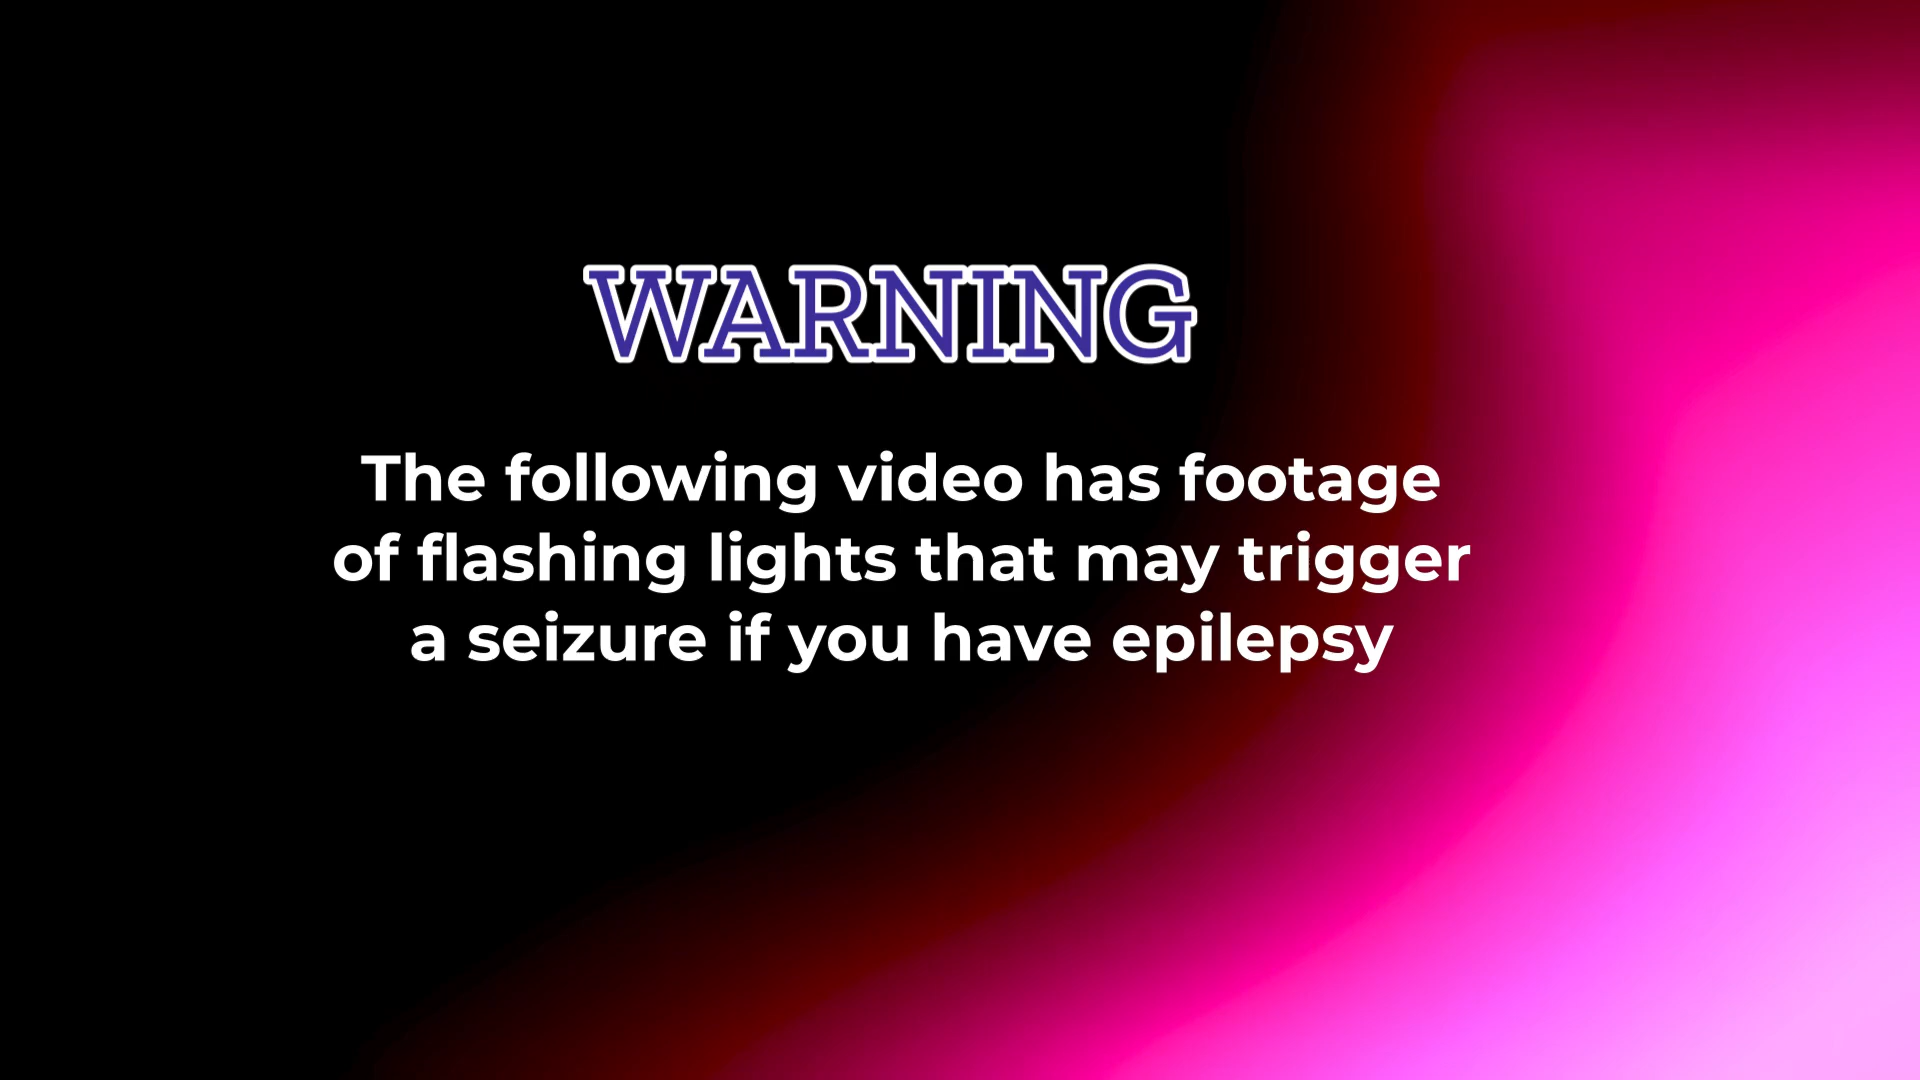 WARNING
The following video has footage
of flashing lights that may trigger
a seizure if you have epilepsy